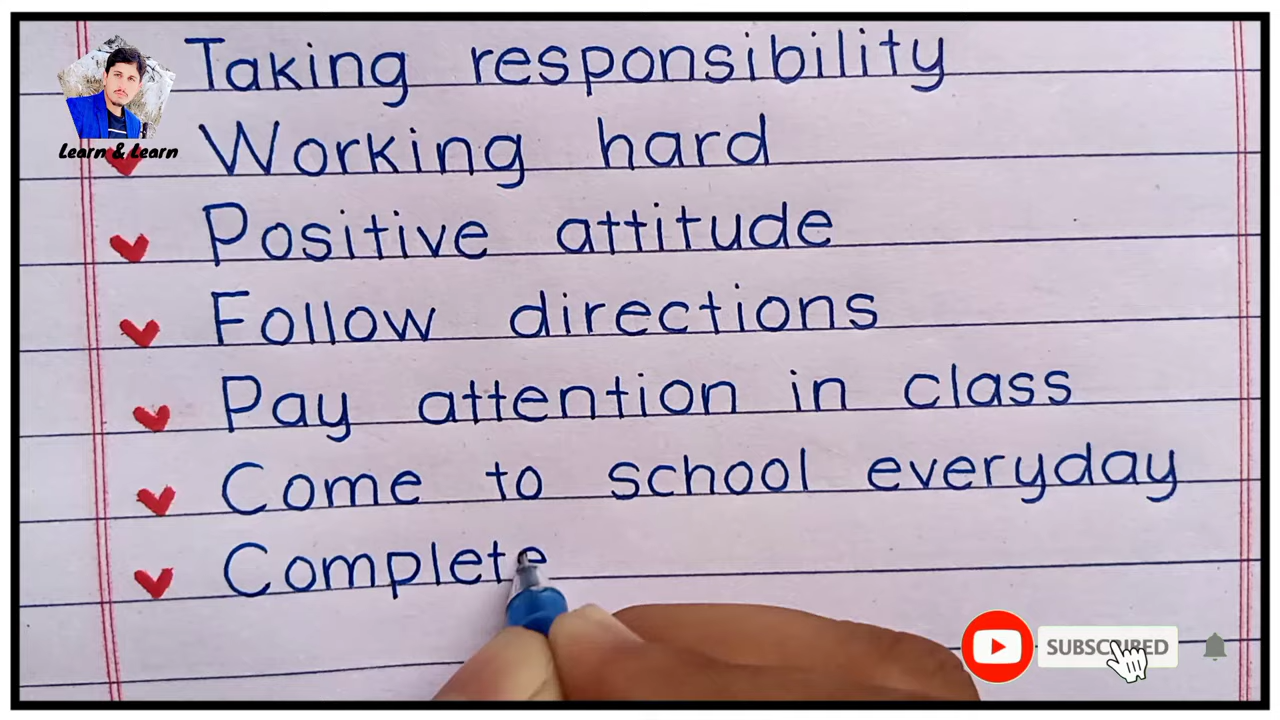 Taking responsibility
Learn & Learn
Working hard
Positive attitude
Follow directions
Pay attention in class
Come to school everyday
Complete
SUBSCRIBED